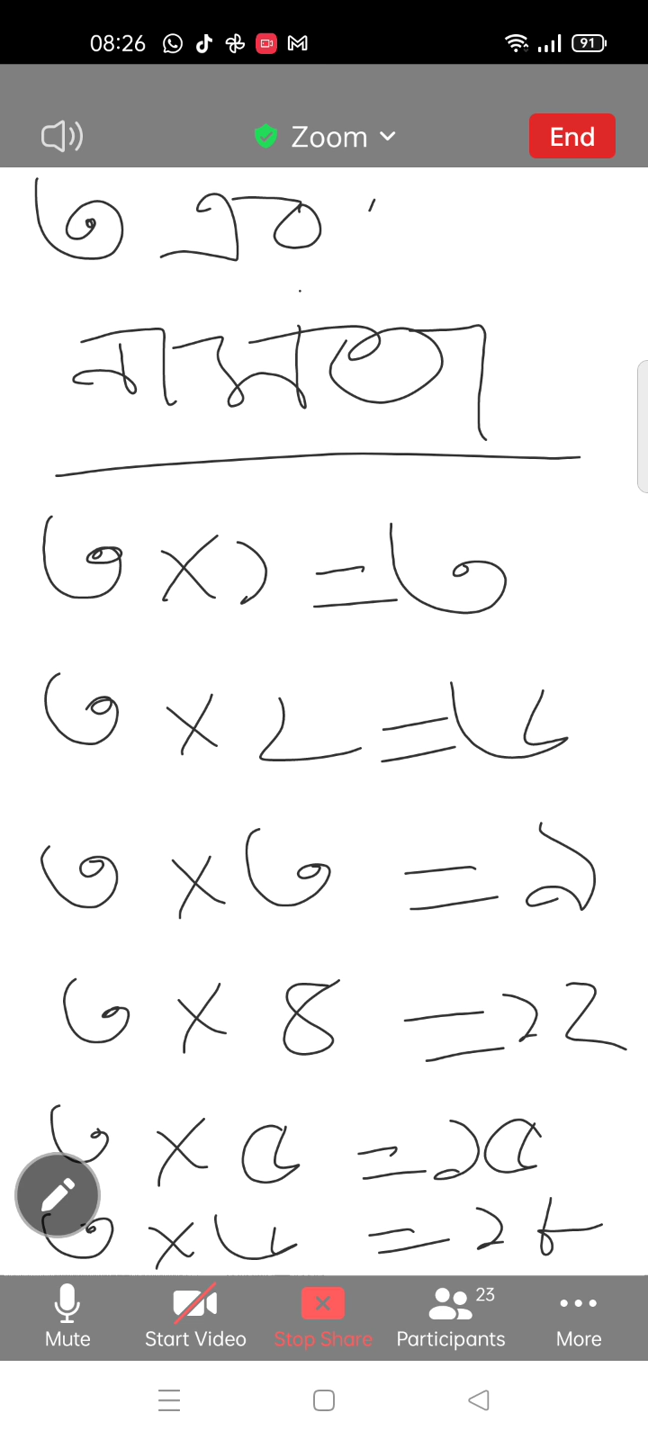 08:26 91
Zoom End
৩ এর
নামতা
৩ × ১ = ৩
৩ × ২ = ৬
৩ × ৩ = ৯
৩ × ৪ = ১২
৩ × ৫ = ১৫
৩ × ৬ = ১৮
23
Mute Start Video Stop Share Participants More